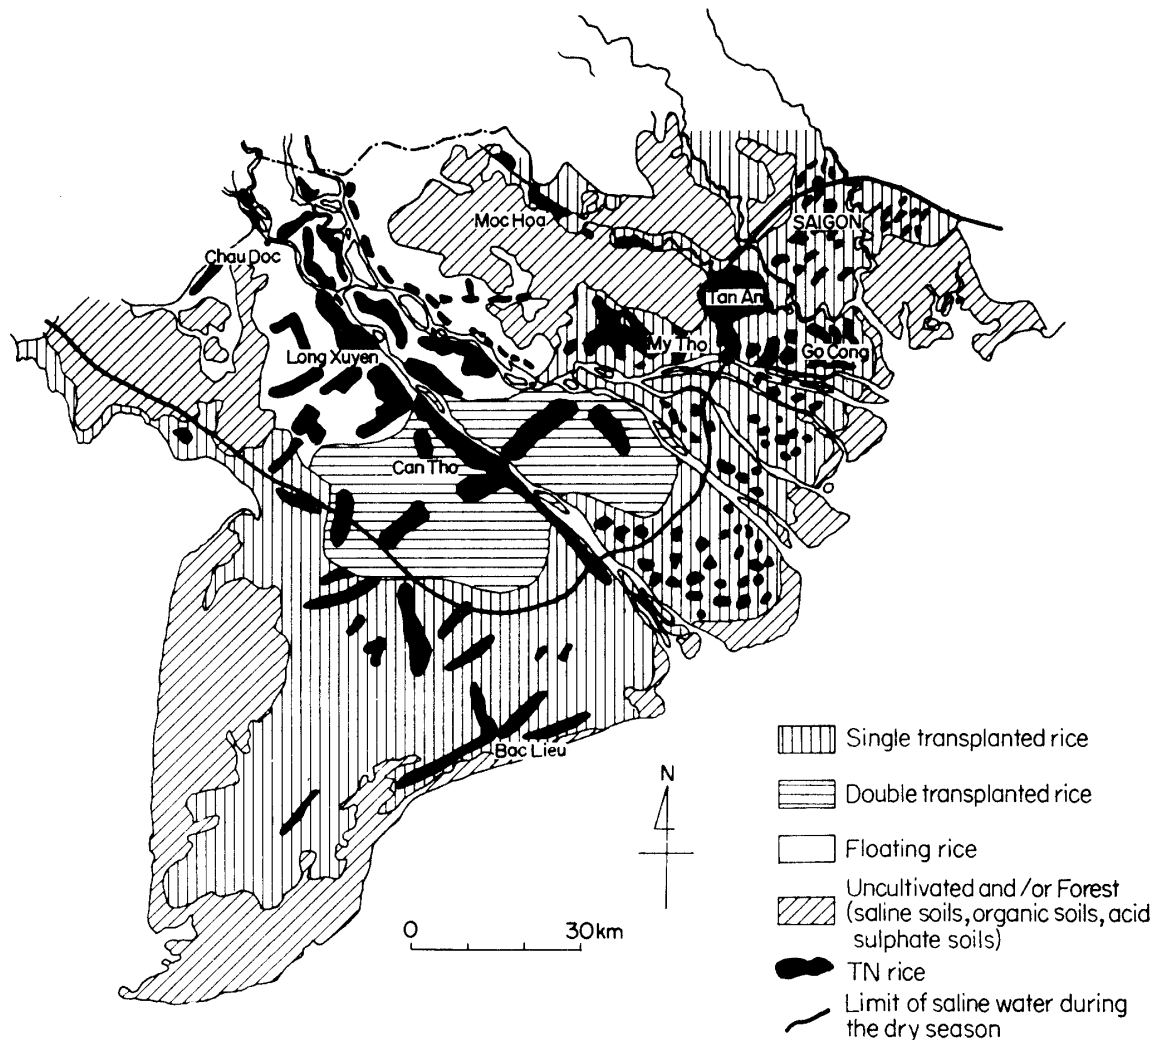 Moc Hoa
SAIGON
Chau Doc
Tan An
Long Xuyen
My Tho
Go Cong
Can Tho
Bac Lieu
N
0 30km
Single transplanted rice
Double transplanted rice
Floating rice
Uncultivated and/or Forest
(saline soils, organic soils, acid
sulphate soils)
TN rice
Limit of saline water during
the dry season